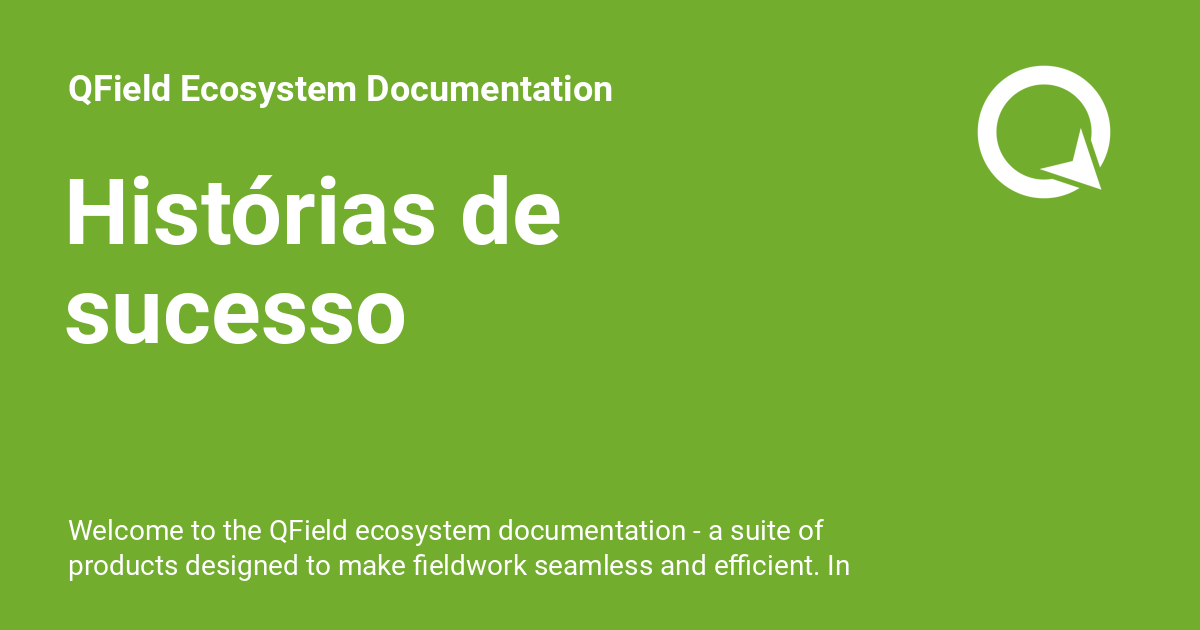 QField Ecosystem Documentation
Histórias de
sucesso
Welcome to the QField ecosystem documentation - a suite of
products designed to make fieldwork seamless and efficient. In